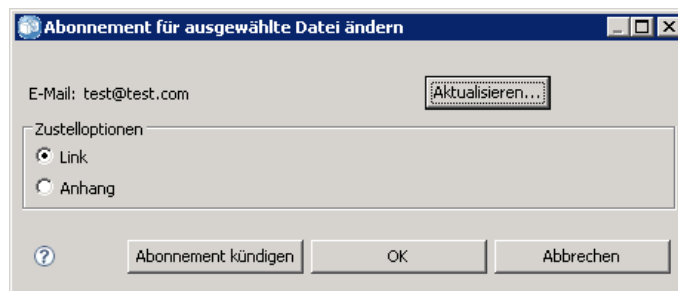 Abonnement für ausgewählte Datei ändern
E-Mail: test@test.com
Aktualisieren...
Zustelloptionen
Link
Anhang
?
Abonnement kündigen
OK
Abbrechen